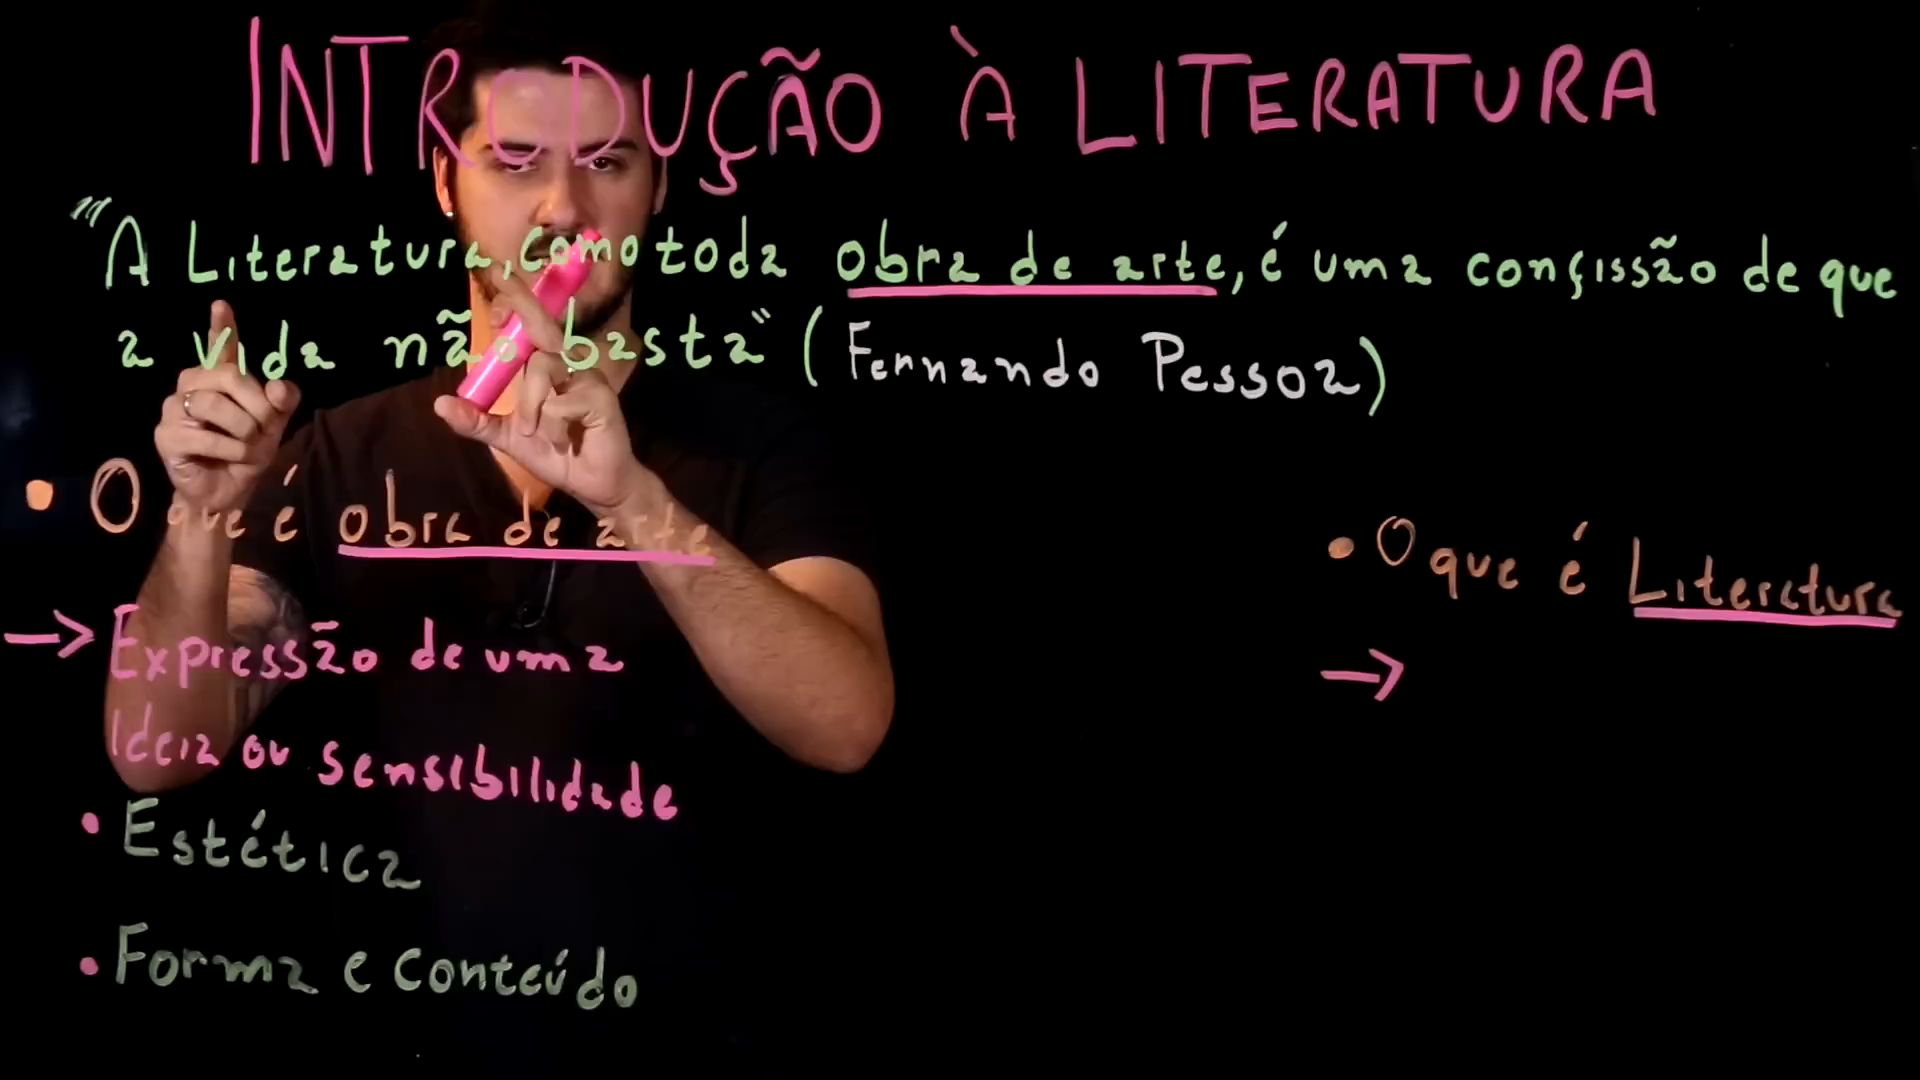 INTRODUÇÃO À LITERATURA
"A Literatura, como toda obra de arte, é uma confissão de que
a vida não basta" (Fernando Pessoa)
• O que é obra de arte
→ Expressão de uma
Ideia ou sensibilidade
• Estética
• Forma e Conteúdo
• O que é Literatura
→